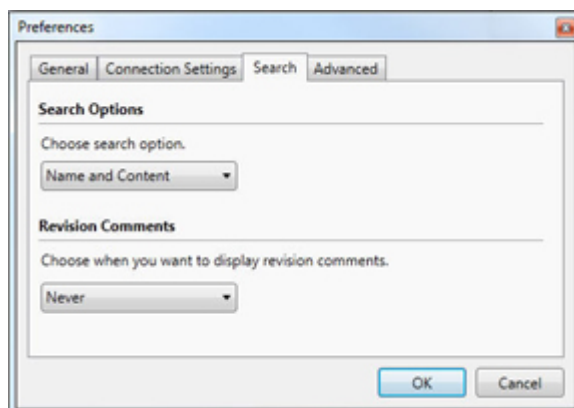 Preferences
General Connection Settings Search Advanced
Search Options
Choose search option.
Name and Content
Revision Comments
Choose when you want to display revision comments.
Never
OK Cancel